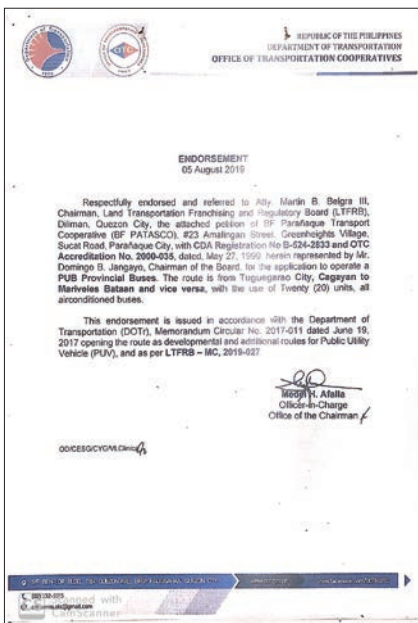 REPUBLIC OF THE PHILIPPINES
DEPARTMENT OF TRANSPORTATION
OFFICE OF TRANSPORTATION COOPERATIVES
OTC
ENDORSEMENT
05 August 2019
Respectfully endorsed and referred to Atty. Martin B. Delgra III,
Chairman, Land Transportation Franchising and Regulatory Board (LTFRB),
Diliman, Quezon City, the attached petition of BF Parañaque Transport
Cooperative (BF PATASCO), #23 Amalingan Street, Greenheights Village,
Sucat Road, Parañaque City, with CDA Registration No B-524-2833 and OTC
Accreditation No. 2000-035, dated, May 27, 1999 herein represented by Mr.
Domingo B. Jangayo, Chairman of the Board, for the application to operate a
PUB Provincial Buses. The route is from Tuguegarao City, Cagayan to
Mariveles Bataan and vice versa, with the use of Twenty (20) units, all
airconditioned buses.
This endorsement is issued in accordance with the Department of
Transportation (DOTr), Memorandum Circular No. 2017-011 dated June 19,
2017 opening the route as developmental and additional routes for Public Utility
Vehicle (PUV), and as per LTFRB – MC, 2019-027
Medel H. Afalla
Officer-in-Charge
Office of the Chairman
Scanned with
CamScanner